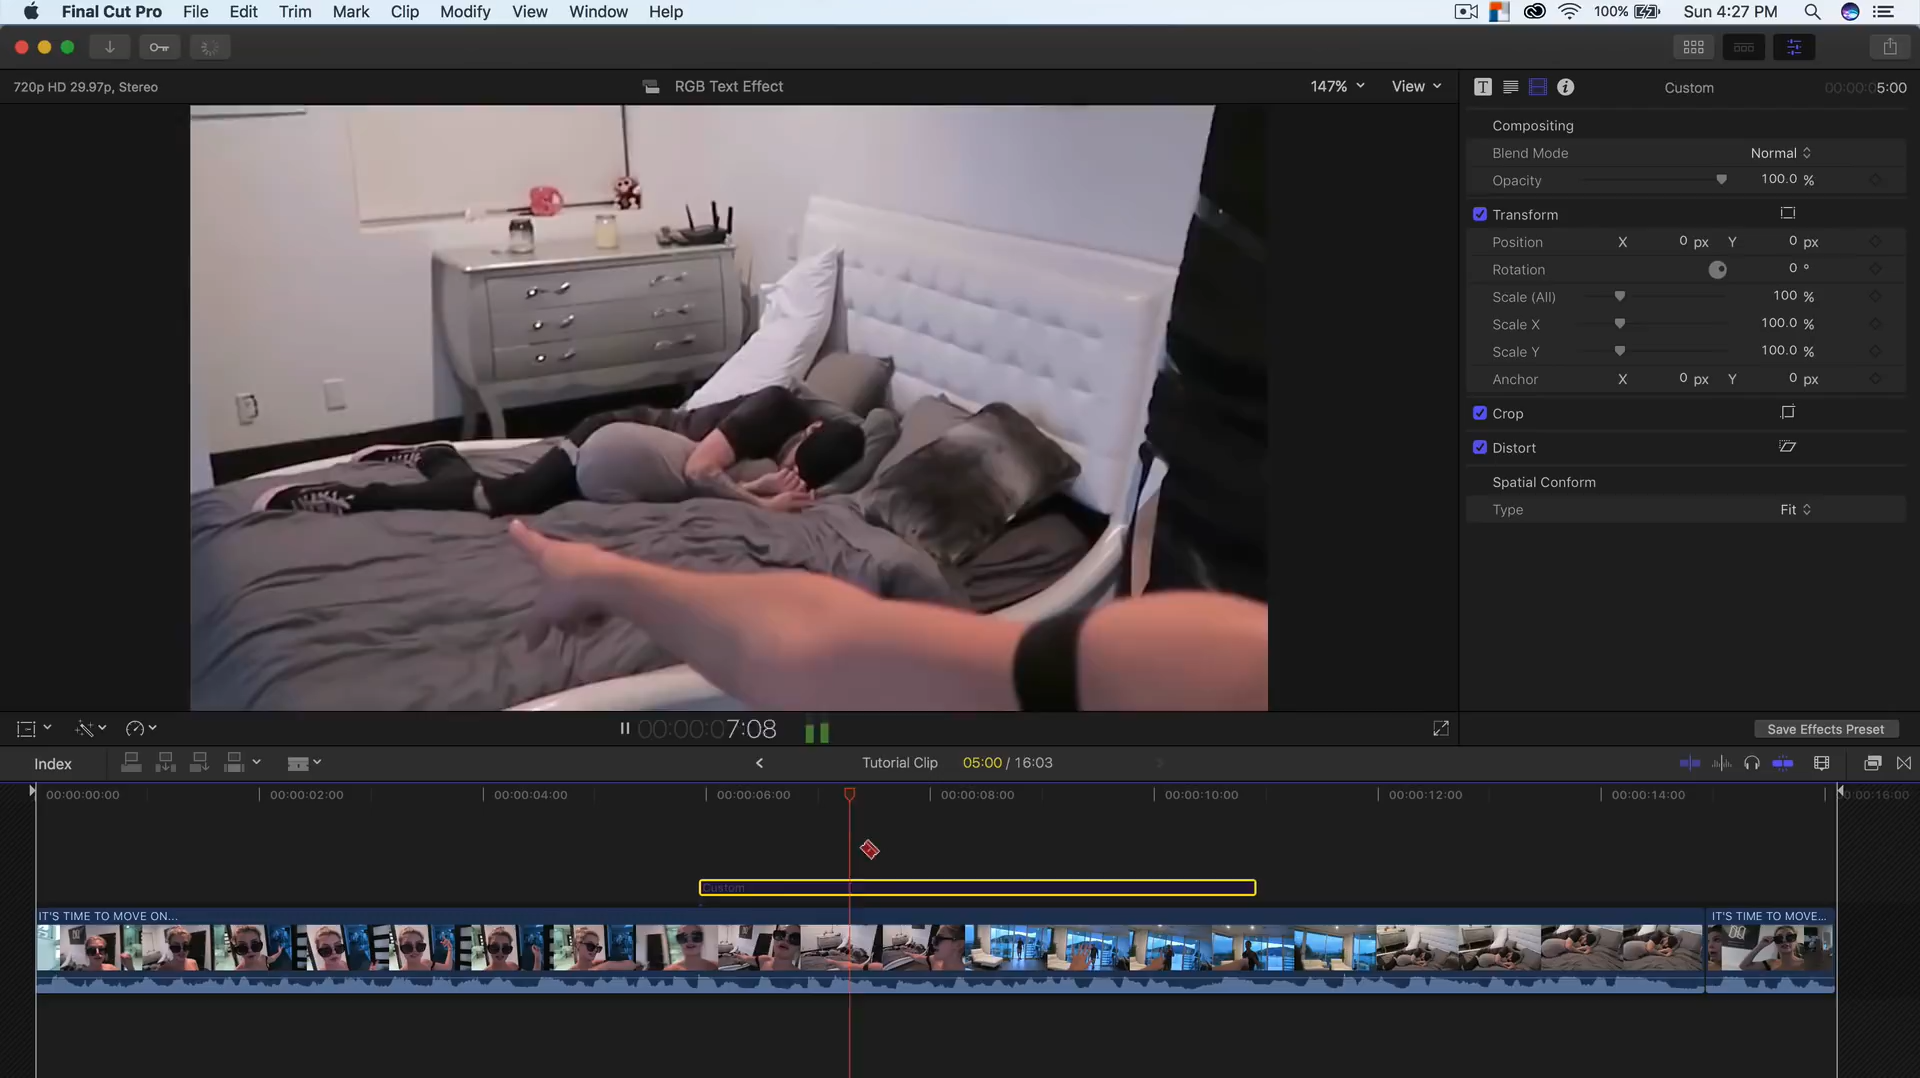 Final Cut Pro File Edit Trim Mark Clip Modify View Window Help 100% Sun 4:27 PM
720p HD 29.97p, Stereo RGB Text Effect 147% View Custom 00:00:05:00
Compositing
Blend Mode Normal
Opacity 100.0 %
Transform
Position X 0 px Y 0 px
Rotation 0 °
Scale (All) 100 %
Scale X 100.0 %
Scale Y 100.0 %
Anchor X 0 px Y 0 px
Crop
Distort
Spatial Conform
Type Fit
00:00:07:08 Save Effects Preset
Index Tutorial Clip 05:00 / 16:03
00:00:00:00 00:00:02:00 00:00:04:00 00:00:06:00 00:00:08:00 00:00:10:00 00:00:12:00 00:00:14:00 00:00:16:00
Custom
IT'S TIME TO MOVE ON... IT'S TIME TO MOVE...